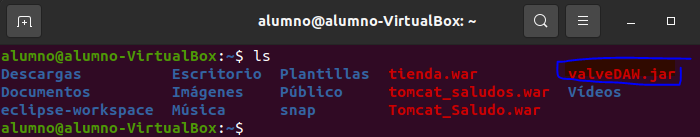 alumno@alumno-VirtualBox: ~
alumno@alumno-VirtualBox:~$ ls
Descargas Escritorio Plantillas tienda.war valveDAW.jar
Documentos Imágenes Público tomcat_saludos.war Vídeos
eclipse-workspace Música snap Tomcat_Saludo.war
alumno@alumno-VirtualBox:~$